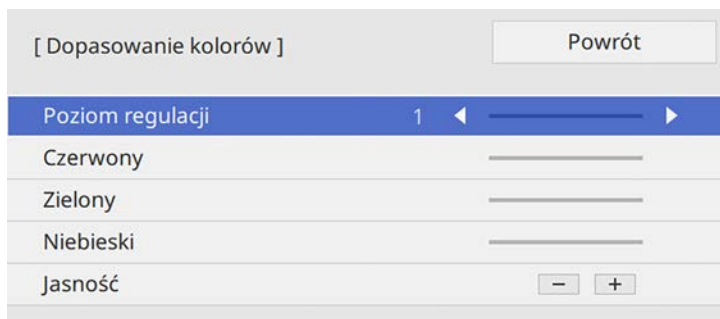 [ Dopasowanie kolorów ]
Powrót
Poziom regulacji 1
Czerwony
Zielony
Niebieski
Jasność − +